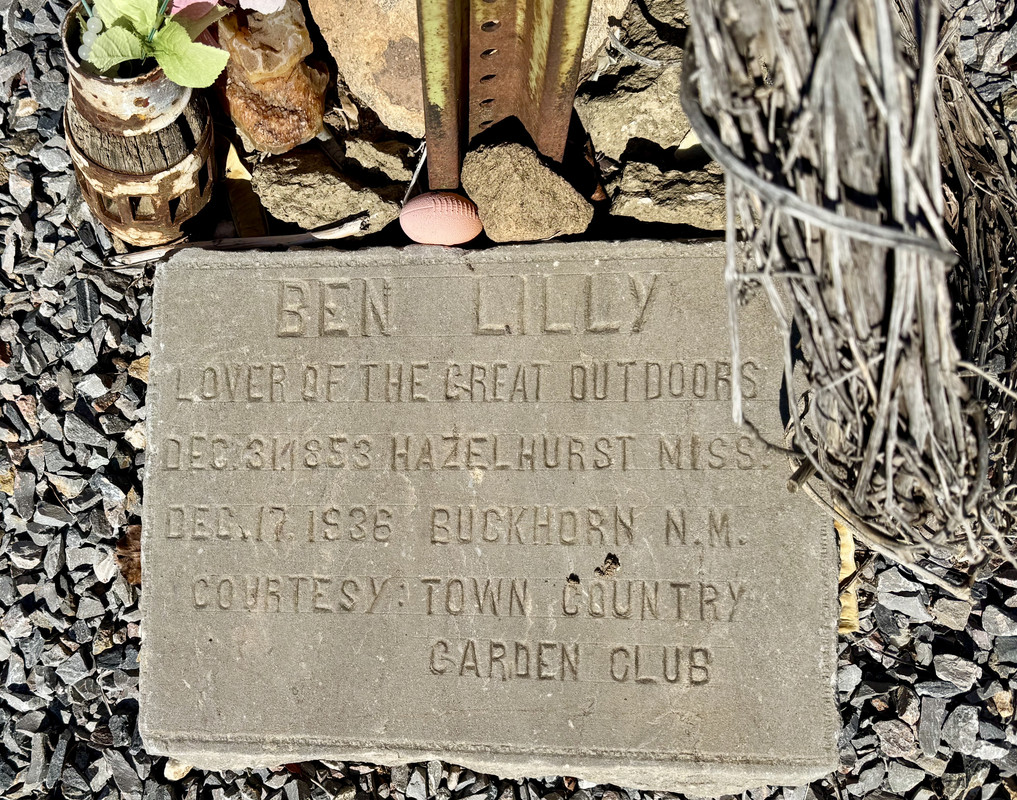 BEN LILLY
LOVER OF THE GREAT OUTDOORS
DEC. 31, 1853 HAZELHURST MISS.
DEC. 17. 1936 BUCKHORN N.M.
COURTESY: TOWN COUNTRY
GARDEN CLUB